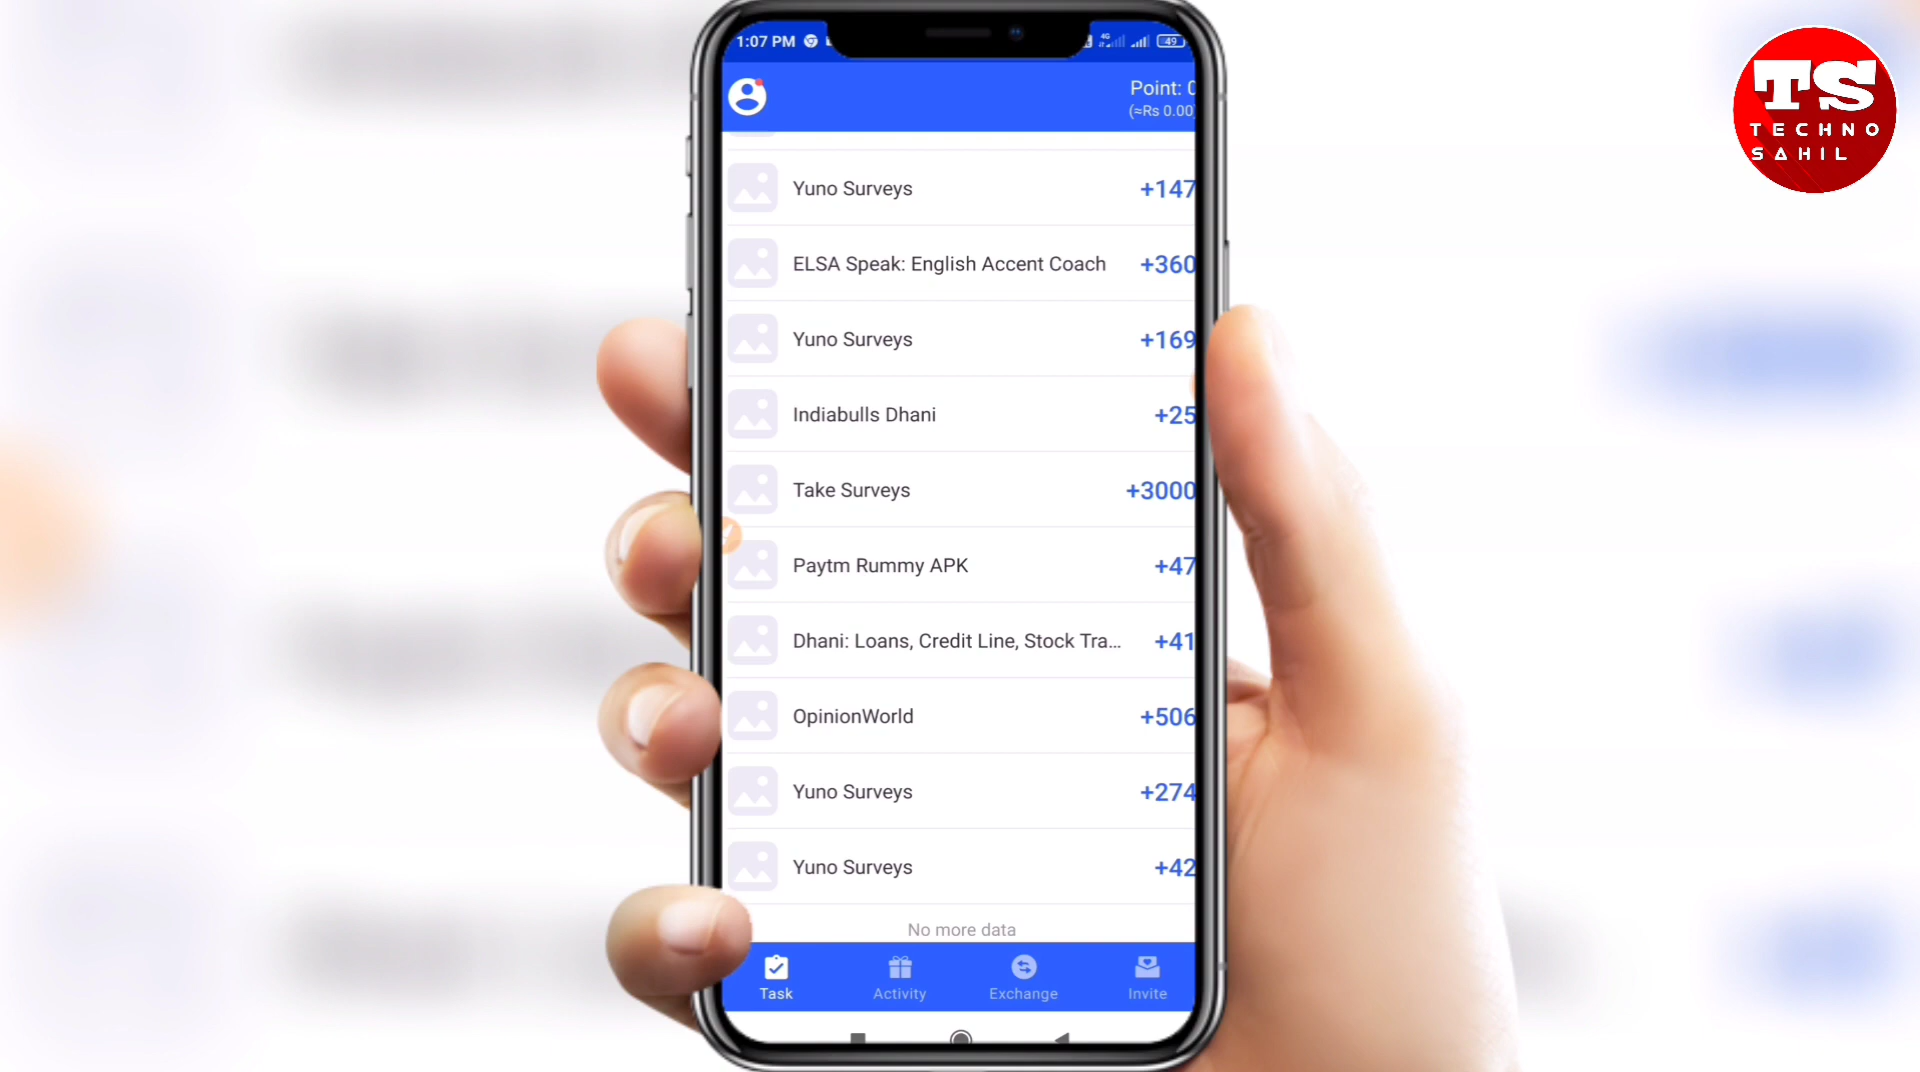 1:07 PM
4G
49
Point: 0
(≈Rs 0.00)
Yuno Surveys +147
ELSA Speak: English Accent Coach +360
Yuno Surveys +169
Indiabulls Dhani +25
Take Surveys +3000
Paytm Rummy APK +47
Dhani: Loans, Credit Line, Stock Tra... +41
OpinionWorld +506
Yuno Surveys +274
Yuno Surveys +42
No more data
Task Activity Exchange Invite
TS
TECHNO
SAHIL